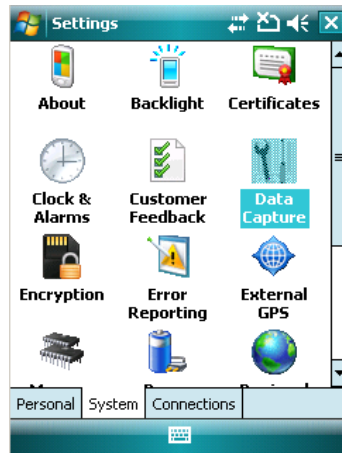 Settings
About Backlight Certificates
Clock & Customer Data
Alarms Feedback Capture
Encryption Error External
Reporting GPS
Personal System Connections